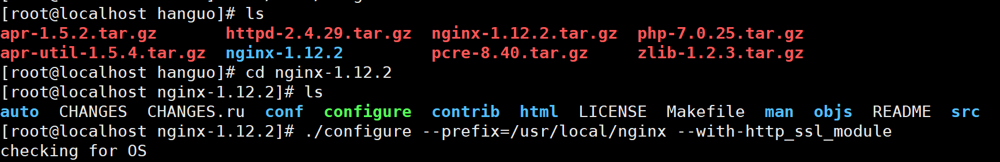 [root@localhost hanguo]# ls
apr-1.5.2.tar.gz       httpd-2.4.29.tar.gz  nginx-1.12.2.tar.gz  php-7.0.25.tar.gz
apr-util-1.5.4.tar.gz  nginx-1.12.2         pcre-8.40.tar.gz     zlib-1.2.3.tar.gz
[root@localhost hanguo]# cd nginx-1.12.2
[root@localhost nginx-1.12.2]# ls
auto  CHANGES  CHANGES.ru  conf  configure  contrib  html  LICENSE  Makefile  man  objs  README  src
[root@localhost nginx-1.12.2]# ./configure --prefix=/usr/local/nginx --with-http_ssl_module
checking for OS